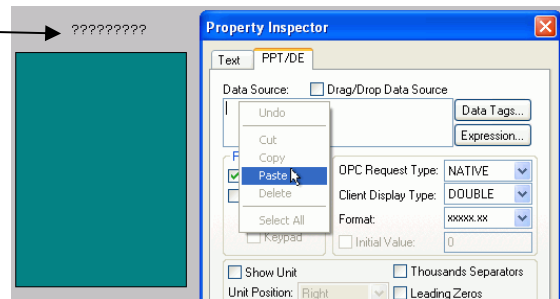 ?????????
Property Inspector
Text PPT/DE
Data Source: Drag/Drop Data Source
Data Tags...
Expression...
Undo
Cut
Copy
Paste
Delete
Select All
OPC Request Type: NATIVE
Client Display Type: DOUBLE
Format: xxxxx.xx
Keypad Initial Value: 0
Show Unit Thousands Separators
Unit Position: Right Leading Zeros